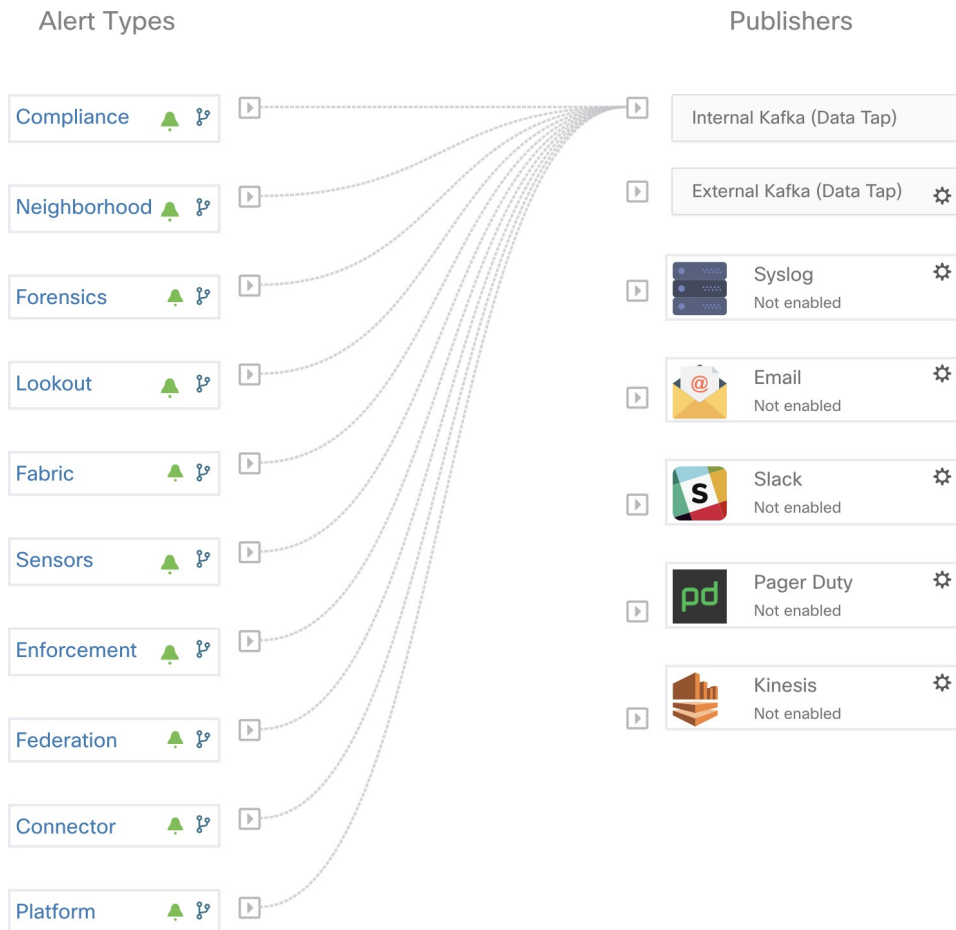 Alert Types
Publishers
Compliance
Neighborhood
Forensics
Lookout
Fabric
Sensors
Enforcement
Federation
Connector
Platform
Internal Kafka (Data Tap)
External Kafka (Data Tap)
Syslog
Not enabled
@
Email
Not enabled
S
Slack
Not enabled
pd
Pager Duty
Not enabled
Kinesis
Not enabled